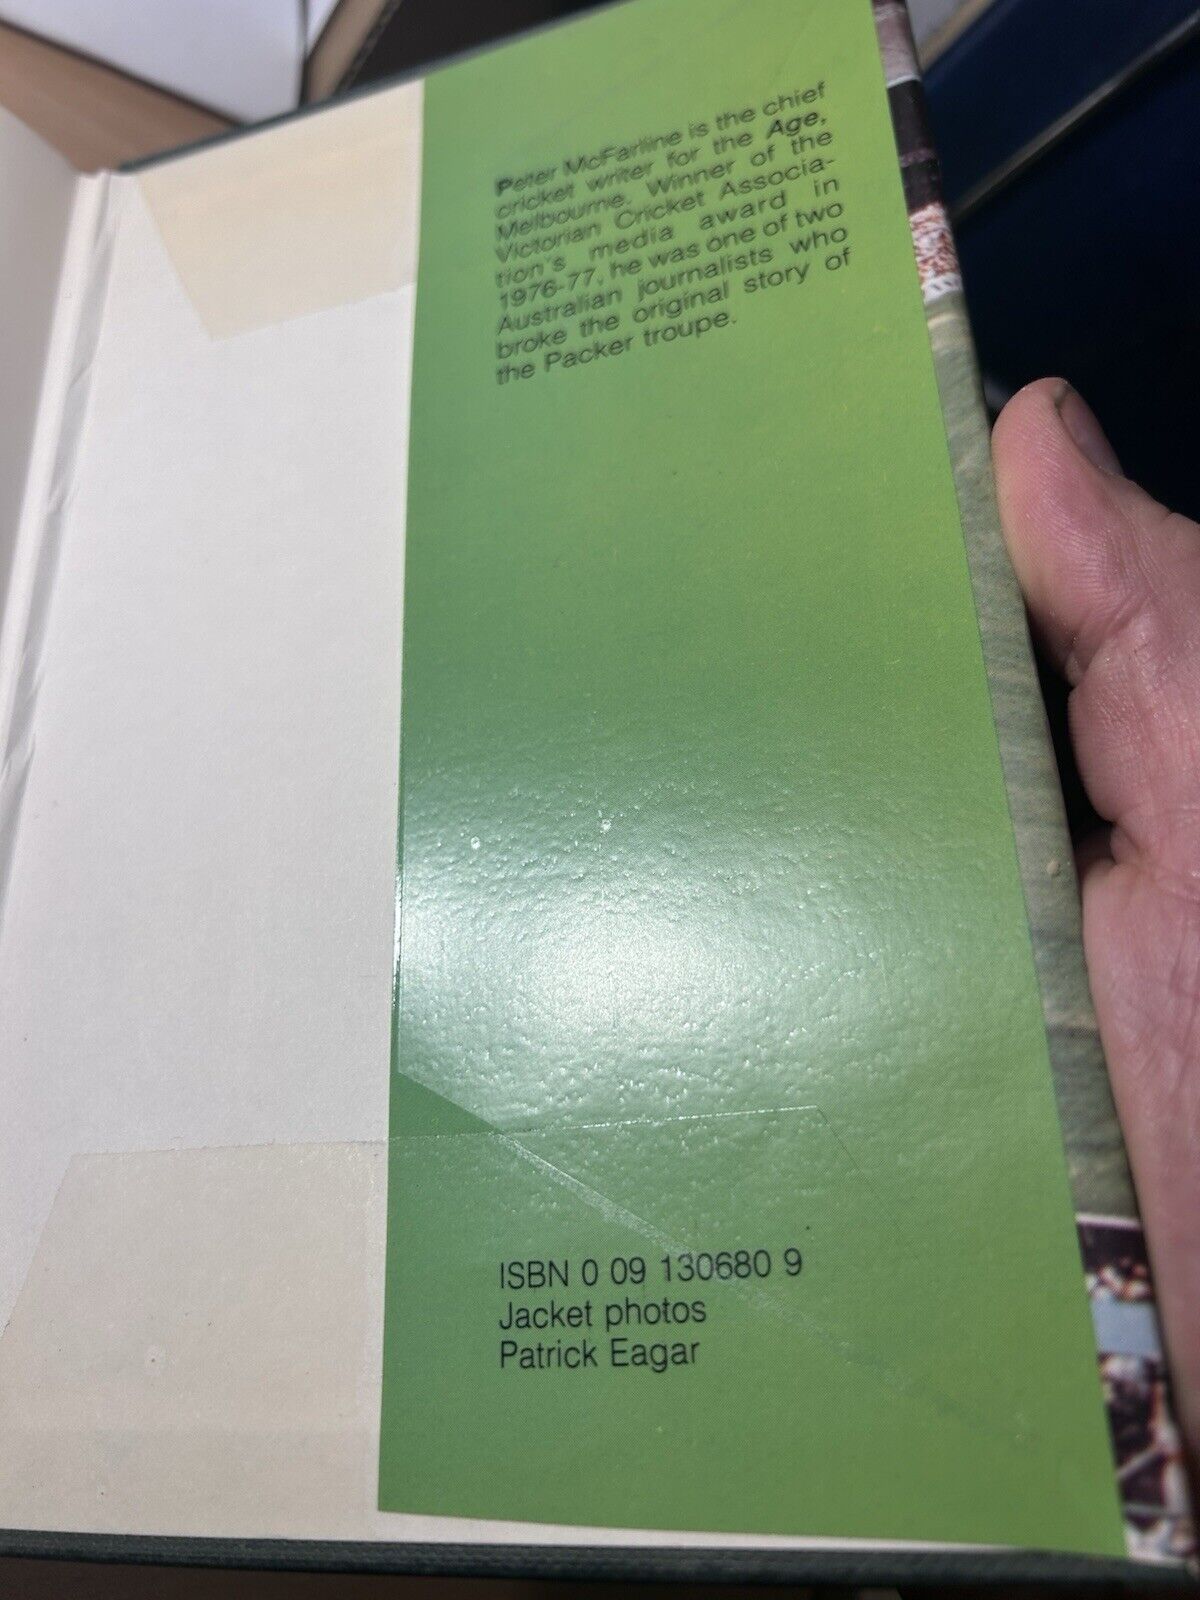 Peter McFarline is the chief
cricket writer for the Age,
Melbourne. Winner of the
Victorian Cricket Associa-
tion's media award in
1976-77, he was one of two
Australian journalists who
broke the original story of
the Packer troupe.
ISBN 0 09 130680 9
Jacket photos
Patrick Eagar